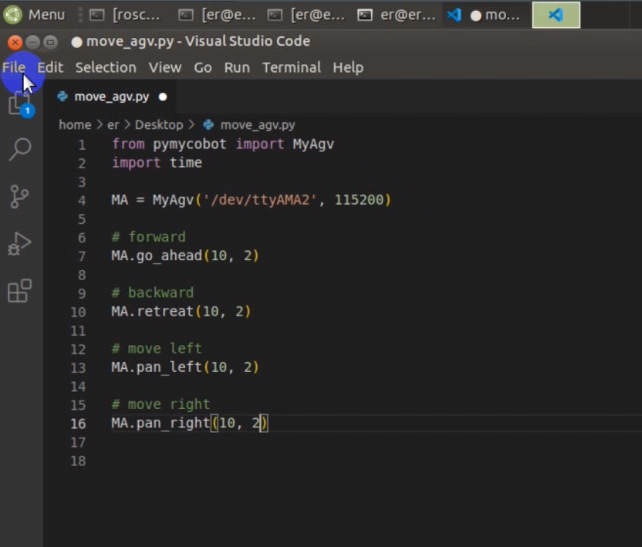 Menu [rosc... [er@e... [er@e... er@er... ● mo...
● move_agv.py - Visual Studio Code
File Edit Selection View Go Run Terminal Help
move_agv.py ●
1
home > er > Desktop > move_agv.py
1 from pymycobot import MyAgv
2 import time
3
4 MA = MyAgv('/dev/ttyAMA2', 115200)
5
6 # forward
7 MA.go_ahead(10, 2)
8
9 # backward
10 MA.retreat(10, 2)
11
12 # move left
13 MA.pan_left(10, 2)
14
15 # move right
16 MA.pan_right(10, 2)
17
18